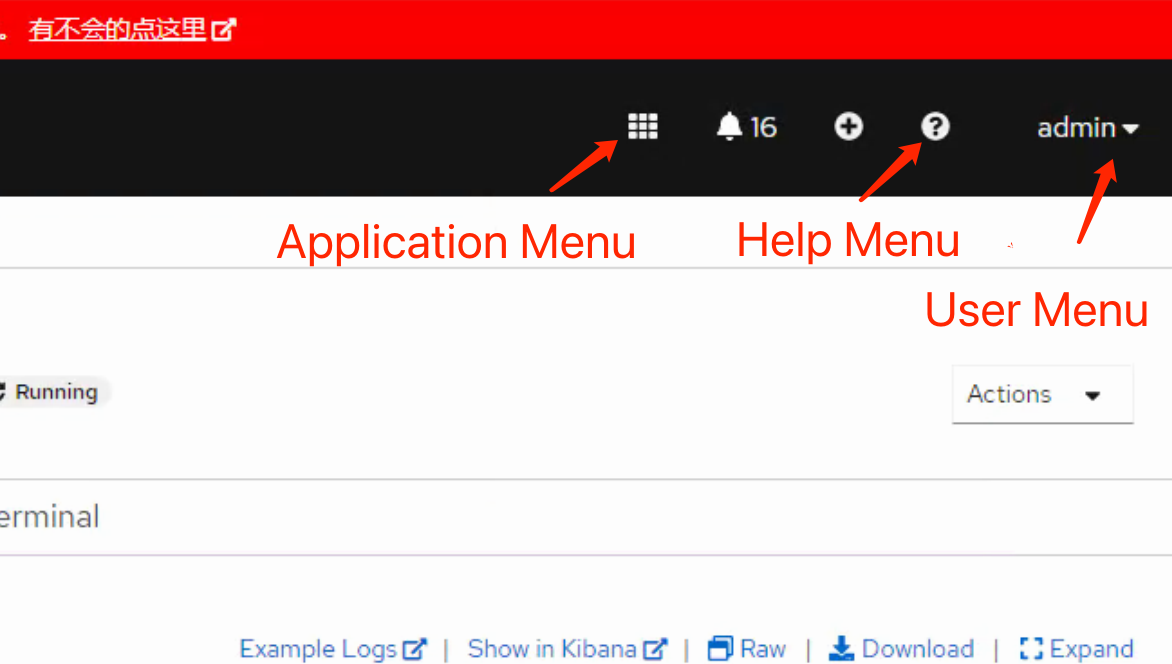 。有不会的点这里
16
admin
Application Menu
Help Menu
User Menu
Running
Actions
erminal
Example Logs | Show in Kibana | Raw | Download | Expand